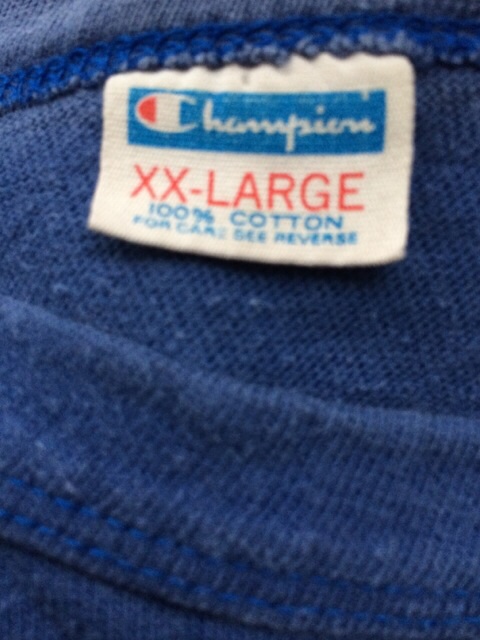 Champion
XX-LARGE
100% COTTON
FOR CARE SEE REVERSE